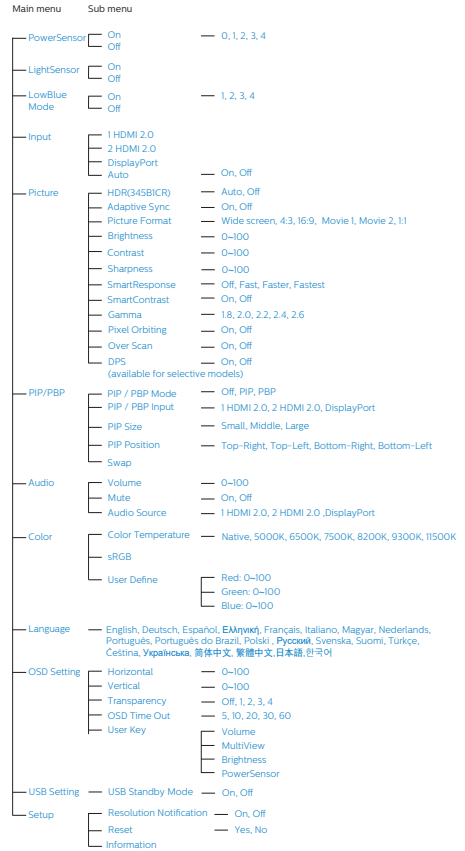 Main menu Sub menu
PowerSensor On 0, 1, 2, 3, 4
Off
LightSensor On
Off
LowBlue Mode On 1, 2, 3, 4
Off
Input 1 HDMI 2.0
2 HDMI 2.0
DisplayPort
Auto On, Off
Picture HDR(345B1CR) Auto, Off
Adaptive Sync On, Off
Picture Format Wide screen, 4:3, 16:9, Movie 1, Movie 2, 1:1
Brightness 0~100
Contrast 0~100
Sharpness 0~100
SmartResponse Off, Fast, Faster, Fastest
SmartContrast On, Off
Gamma 1.8, 2.0, 2.2, 2.4, 2.6
Pixel Orbiting On, Off
Over Scan On, Off
DPS On, Off
(available for selective models)
PIP/PBP PIP / PBP Mode Off, PIP, PBP
PIP / PBP Input 1 HDMI 2.0, 2 HDMI 2.0, DisplayPort
PIP Size Small, Middle, Large
PIP Position Top-Right, Top-Left, Bottom-Right, Bottom-Left
Swap
Audio Volume 0~100
Mute On, Off
Audio Source 1 HDMI 2.0, 2 HDMI 2.0 ,DisplayPort
Color Color Temperature Native, 5000K, 6500K, 7500K, 8200K, 9300K, 11500K
sRGB
User Define Red: 0~100
Green: 0~100
Blue: 0~100
Language English, Deutsch, Español, Ελληνική, Français, Italiano, Magyar, Nederlands,
Português, Português do Brazil, Polski , Русский, Svenska, Suomi, Türkçe,
Čeština, Українська, 简体中文, 繁體中文,日本語,한국어
OSD Setting Horizontal 0~100
Vertical 0~100
Transparency Off, 1, 2, 3, 4
OSD Time Out 5, 10, 20, 30, 60
User Key Volume
MultiView
Brightness
PowerSensor
USB Setting USB Standby Mode On, Off
Setup Resolution Notification On, Off
Reset Yes, No
Information